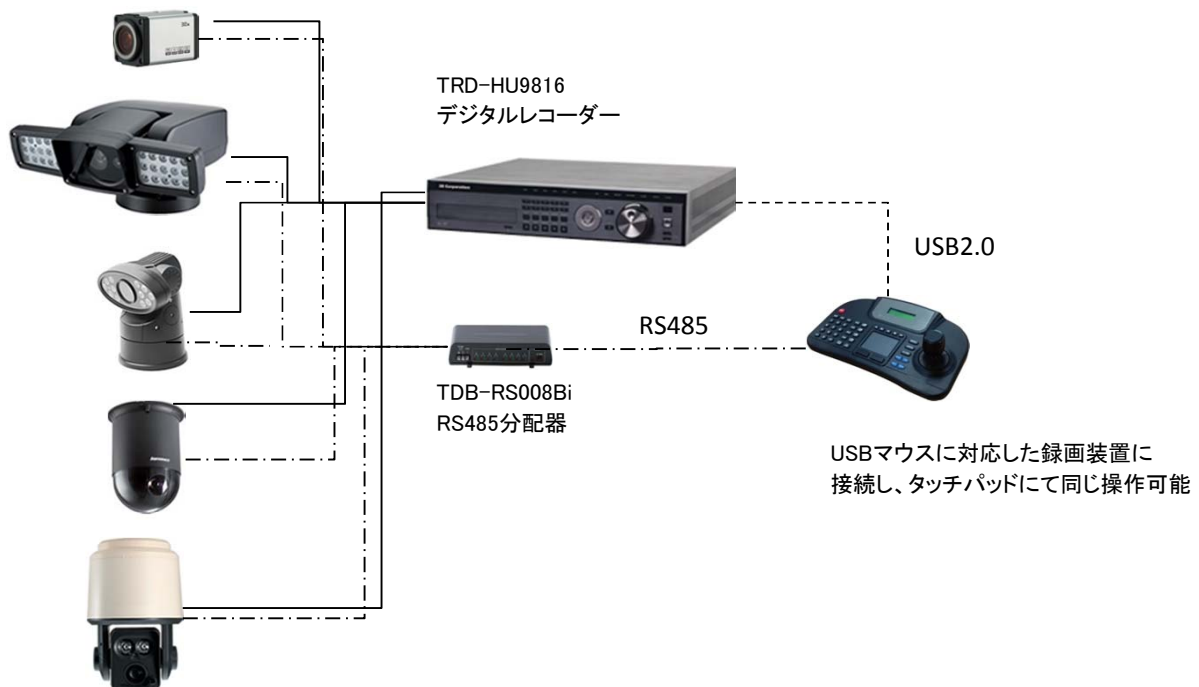 TRD-HU9816
デジタルレコーダー
USB2.0
RS485
TDB-RS008Bi
RS485分配器
USBマウスに対応した録画装置に
接続し、タッチパッドにて同じ操作可能